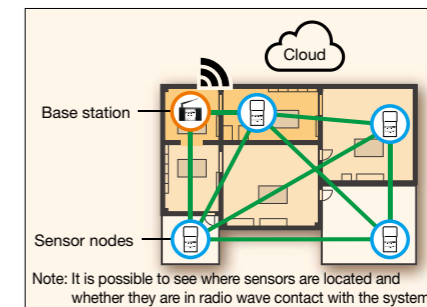 Cloud
Base station
Sensor nodes
Note: It is possible to see where sensors are located and
whether they are in radio wave contact with the system